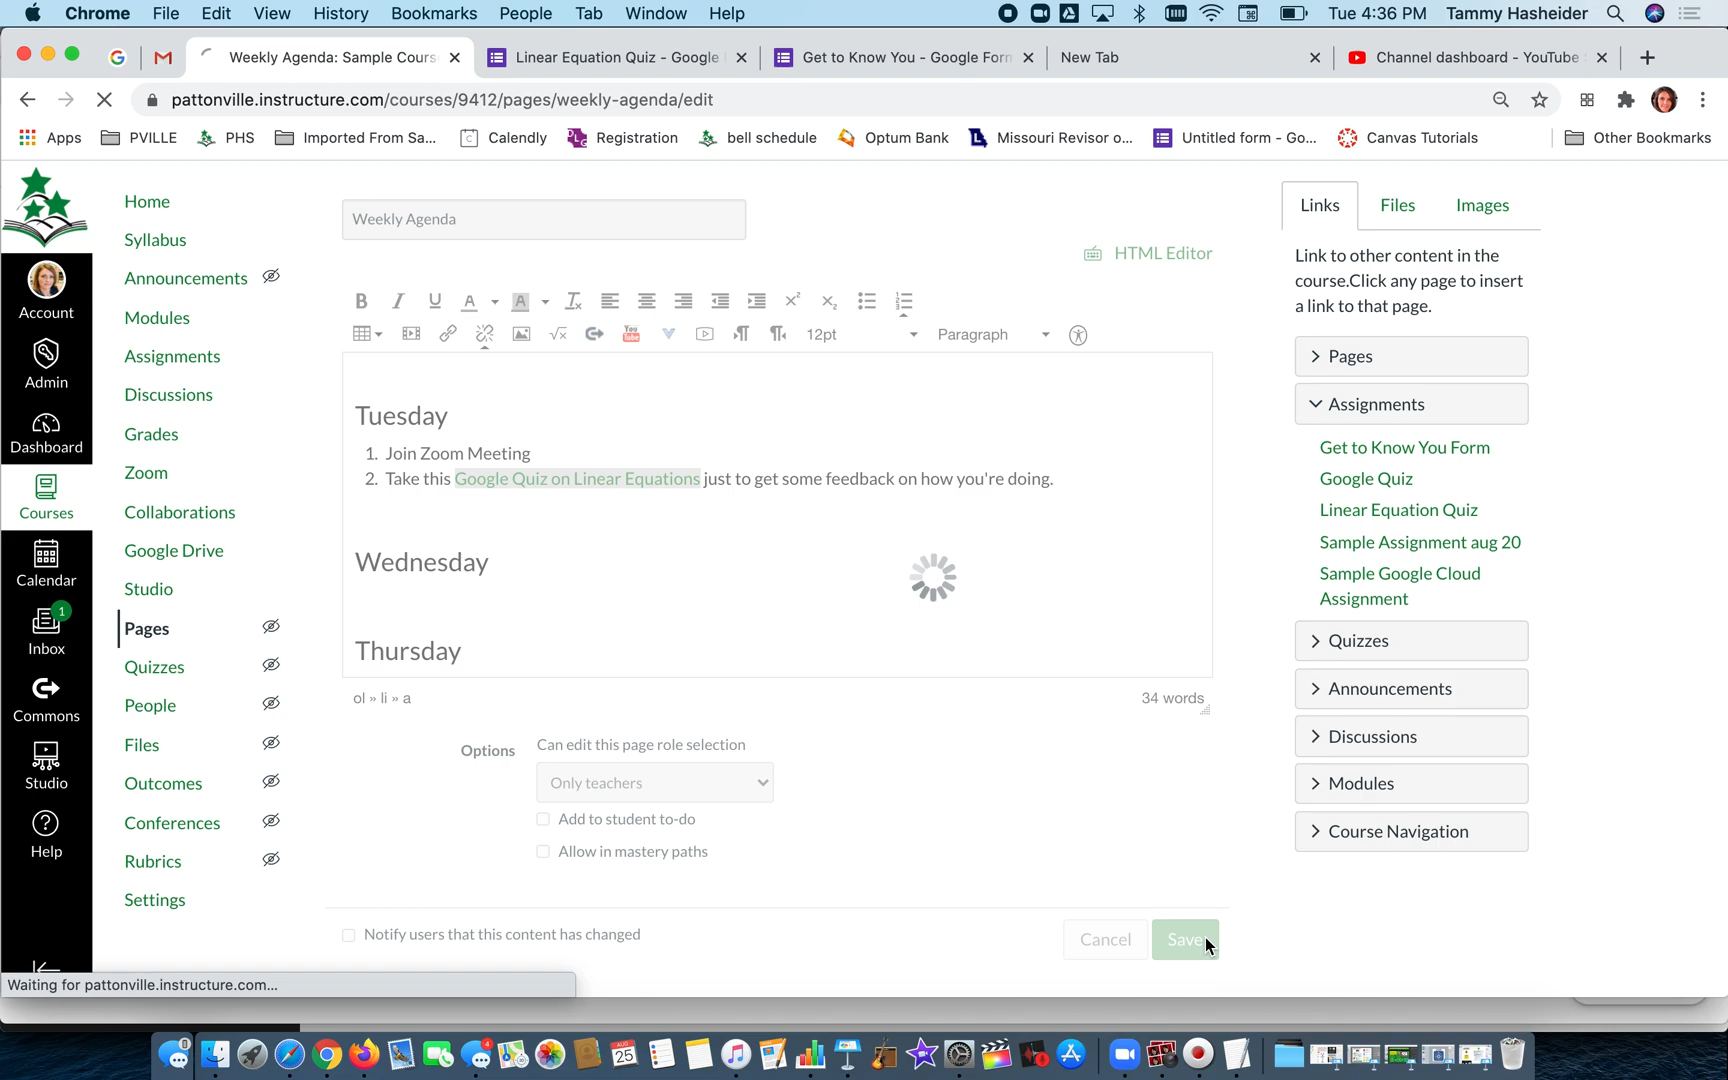 Chrome File Edit View History Bookmarks People Tab Window Help Tue 4:36 PM Tammy Hasheider
Weekly Agenda: Sample Cours Linear Equation Quiz - Google Get to Know You - Google Form New Tab Channel dashboard - YouTube
pattonville.instructure.com/courses/9412/pages/weekly-agenda/edit
Apps PVILLE PHS Imported From Sa... Calendly Registration bell schedule Optum Bank Missouri Revisor o... Untitled form - Go... Canvas Tutorials Other Bookmarks
Account
Admin
Dashboard
Courses
Calendar
1
Inbox
Commons
Studio
Help
Home
Syllabus
Announcements
Modules
Assignments
Discussions
Grades
Zoom
Collaborations
Google Drive
Studio
Pages
Quizzes
People
Files
Outcomes
Conferences
Rubrics
Settings
Weekly Agenda
HTML Editor
12pt Paragraph
Tuesday
1. Join Zoom Meeting
2. Take this Google Quiz on Linear Equations just to get some feedback on how you're doing.
Wednesday
Thursday
ol » li » a 34 words
Options Can edit this page role selection
Only teachers
Add to student to-do
Allow in mastery paths
Notify users that this content has changed
Cancel Save
Links Files Images
Link to other content in the
course.Click any page to insert
a link to that page.
Pages
Assignments
Get to Know You Form
Google Quiz
Linear Equation Quiz
Sample Assignment aug 20
Sample Google Cloud
Assignment
Quizzes
Announcements
Discussions
Modules
Course Navigation
Waiting for pattonville.instructure.com...
AUG
25
4